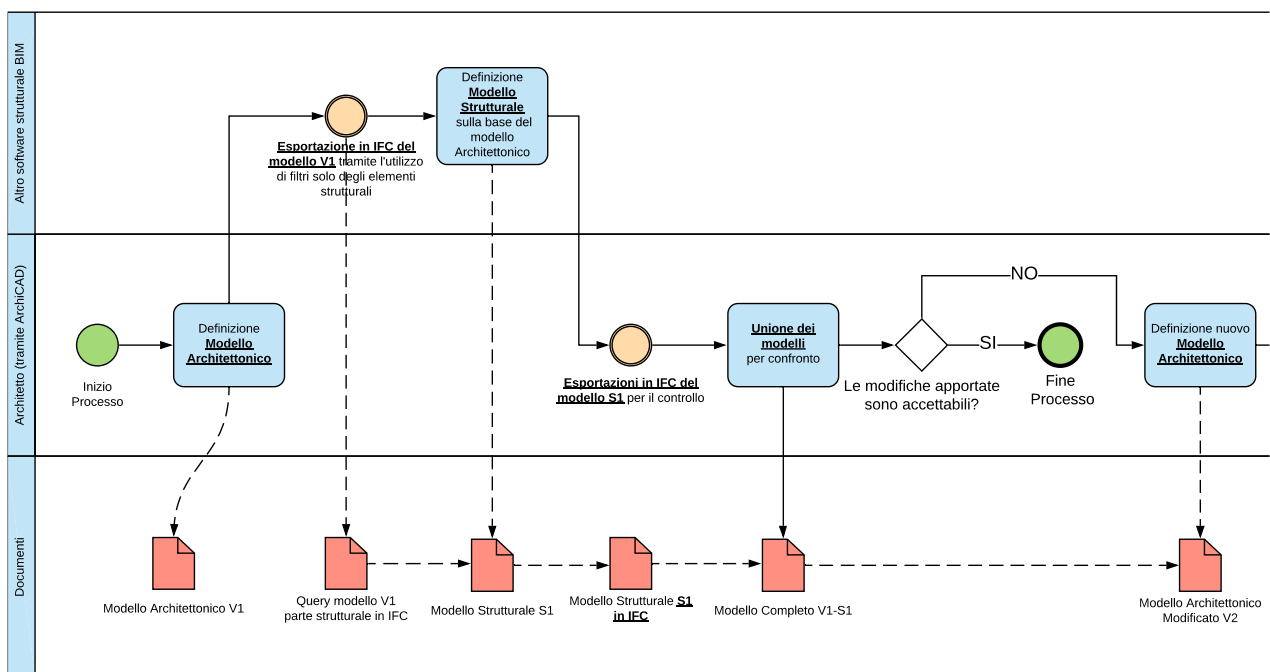 Altro software strutturale BIM
Definizione
Modello
Strutturale
sulla base del
modello
Architettonico
Esportazione in IFC del
modello V1 tramite l'utilizzo
di filtri solo degli elementi
strutturali
Architetto (tramite ArchiCAD)
Inizio
Processo
Definizione
Modello
Architettonico
Esportazioni in IFC del
modello S1 per il controllo
Unione dei
modelli
per confronto
Le modifiche apportate
sono accettabili?
NO
SI
Fine
Processo
Definizione nuovo
Modello
Architettonico
Documenti
Modello Architettonico V1
Query modello V1
parte strutturale in IFC
Modello Strutturale S1
Modello Strutturale S1
in IFC
Modello Completo V1-S1
Modello Architettonico
Modificato V2